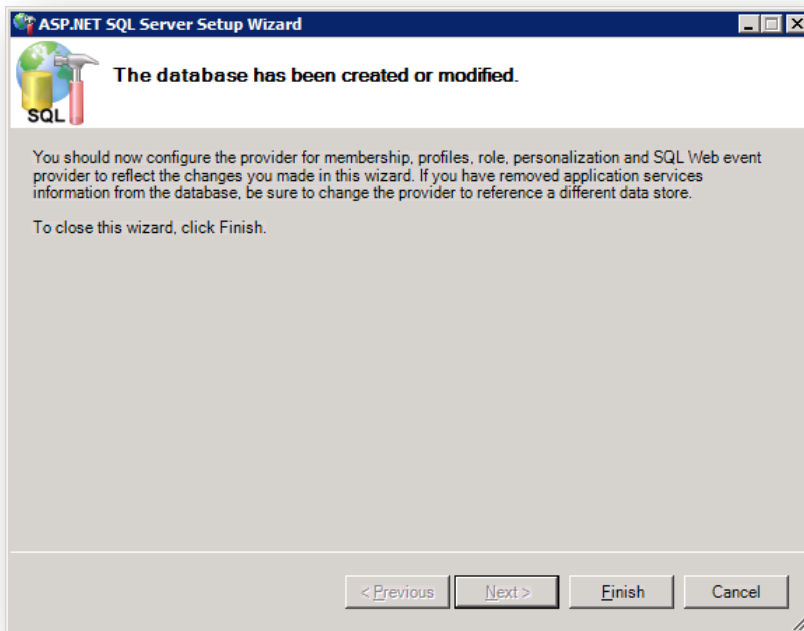 ASP.NET SQL Server Setup Wizard
SQL
The database has been created or modified.
You should now configure the provider for membership, profiles, role, personalization and SQL Web event
provider to reflect the changes you made in this wizard. If you have removed application services
information from the database, be sure to change the provider to reference a different data store.
To close this wizard, click Finish.
< Previous
Next >
Finish
Cancel